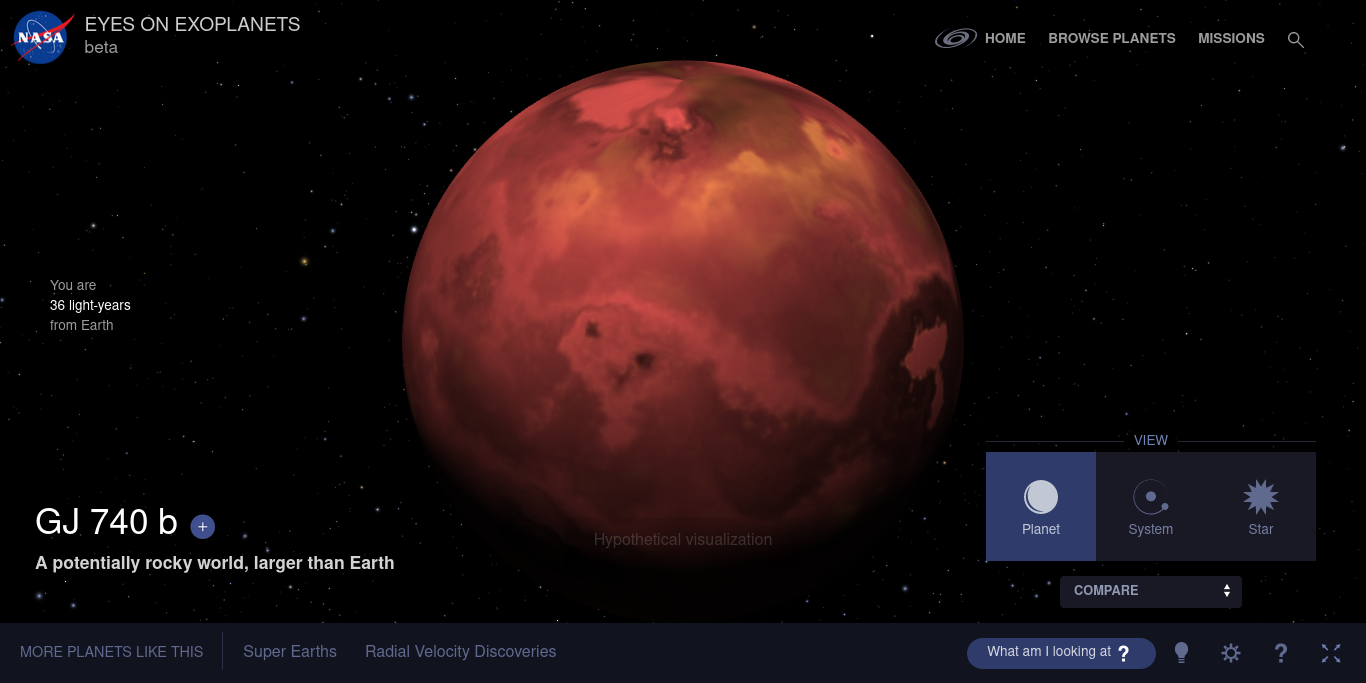 NASA
EYES ON EXOPLANETS
beta
HOME
BROWSE PLANETS
MISSIONS
You are
36 light-years
from Earth
VIEW
Planet
System
Star
GJ 740 b +
A potentially rocky world, larger than Earth
Hypothetical visualization
COMPARE
MORE PLANETS LIKE THIS
Super Earths
Radial Velocity Discoveries
What am I looking at ?
?